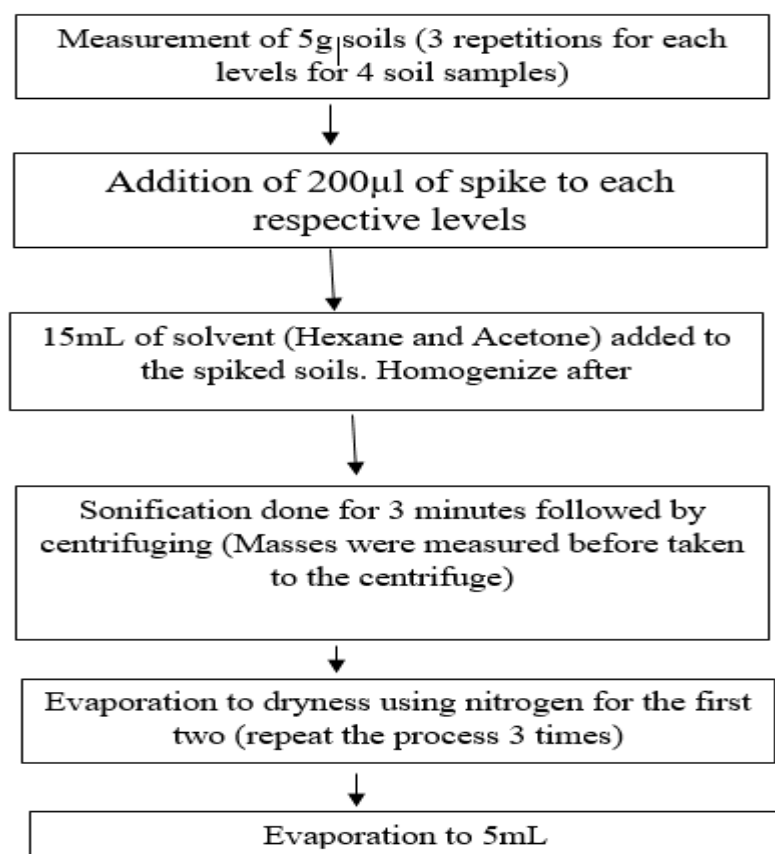 Measurement of 5g soils (3 repetitions for each
levels for 4 soil samples)
Addition of 200µl of spike to each
respective levels
15mL of solvent (Hexane and Acetone) added to
the spiked soils. Homogenize after
Sonification done for 3 minutes followed by
centrifuging (Masses were measured before taken
to the centrifuge)
Evaporation to dryness using nitrogen for the first
two (repeat the process 3 times)
Evaporation to 5mL